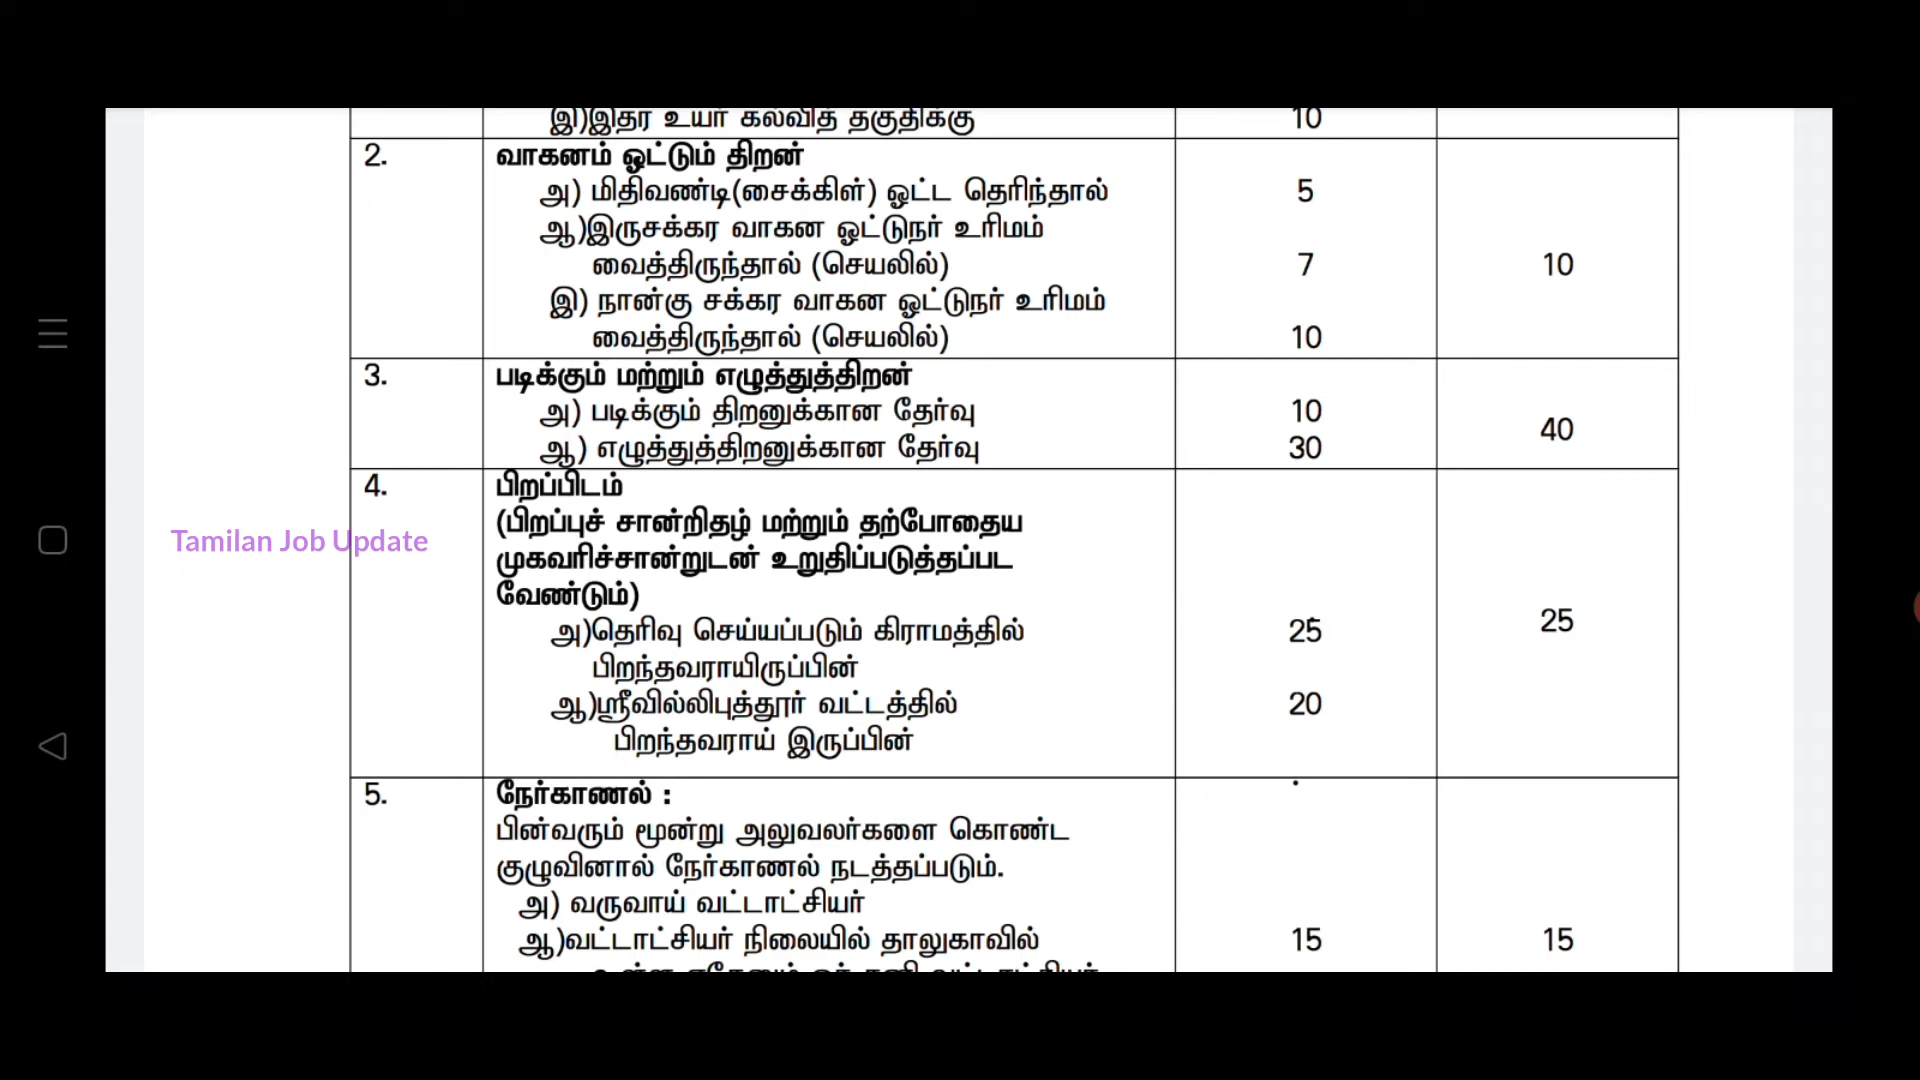 இ)இதர உயர் கல்வித் தகுதிக்கு 10
2. வாகனம் ஓட்டும் திறன்
அ) மிதிவண்டி(சைக்கிள்) ஓட்ட தெரிந்தால் 5
ஆ)இருசக்கர வாகன ஓட்டுநர் உரிமம்
வைத்திருந்தால் (செயலில்) 7 10
இ) நான்கு சக்கர வாகன ஓட்டுநர் உரிமம்
வைத்திருந்தால் (செயலில்) 10
3. படிக்கும் மற்றும் எழுத்துத்திறன்
அ) படிக்கும் திறனுக்கான தேர்வு 10
40
ஆ) எழுத்துத்திறனுக்கான தேர்வு 30
4. பிறப்பிடம்
(பிறப்புச் சான்றிதழ் மற்றும் தற்போதைய
Tamilan Job Update
முகவரிச்சான்றுடன் உறுதிப்படுத்தப்பட
வேண்டும்)
அ)தெரிவு செய்யப்படும் கிராமத்தில் 25 25
பிறந்தவராயிருப்பின்
ஆ)ஸ்ரீவில்லிபுத்தூர் வட்டத்தில் 20
பிறந்தவராய் இருப்பின்
5. நேர்காணல் :
பின்வரும் மூன்று அலுவலர்களை கொண்ட
குழுவினால் நேர்காணல் நடத்தப்படும்.
அ) வருவாய் வட்டாட்சியர்
ஆ)வட்டாட்சியர் நிலையில் தாலுகாவில் 15 15